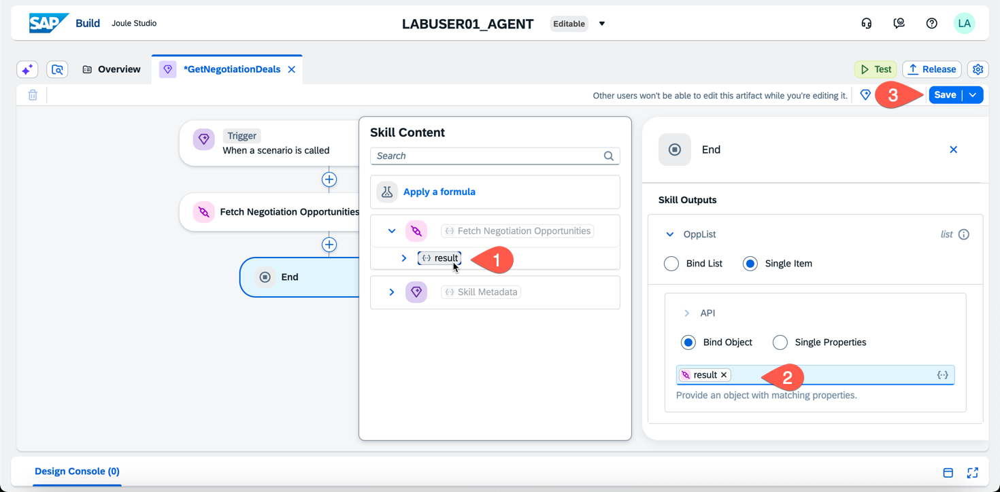 SAP Build Joule Studio LABUSER01_AGENT Editable LA
Overview *GetNegotiationDeals Test Release
Other users won't be able to edit this artifact while you're editing it. 3 Save
Trigger
When a scenario is called
Fetch Negotiation Opportunities
End
Skill Content
Search
Apply a formula
Fetch Negotiation Opportunities
result 1
Skill Metadata
End
Skill Outputs
OppList list
Bind List Single Item
API
Bind Object Single Properties
result 2
Provide an object with matching properties.
Design Console (0)